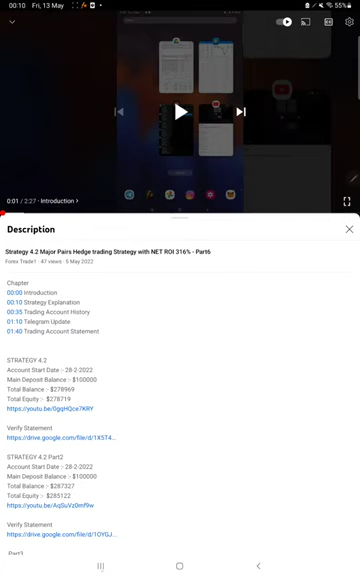 00:10 Fri, 13 May 55%
0:01 / 2:27 • Introduction >
Description
Strategy 4.2 Major Pairs Hedge trading Strategy with NET ROI 316% - Part6
Forex Trade1 · 47 views · 5 May 2022
Chapter
00:00 Introduction
00:10 Strategy Explanation
00:35 Trading Account History
01:10 Telegram Update
01:40 Trading Account Statement
STRATEGY 4.2
Account Start Date :- 28-2-2022
Main Deposit Balance :- $100000
Total Balance :- $278969
Total Equity :- $278719
https://youtu.be/0gqHQce7KRY
Verify Statement
https://drive.google.com/file/d/1X5T4...
STRATEGY 4.2 Part2
Account Start Date :- 28-2-2022
Main Deposit Balance :- $100000
Total Balance :- $287327
Total Equity :- $285122
https://youtu.be/AqSuVz0mf9w
Verify Statement
https://drive.google.com/file/d/1OYGJ...
Part3